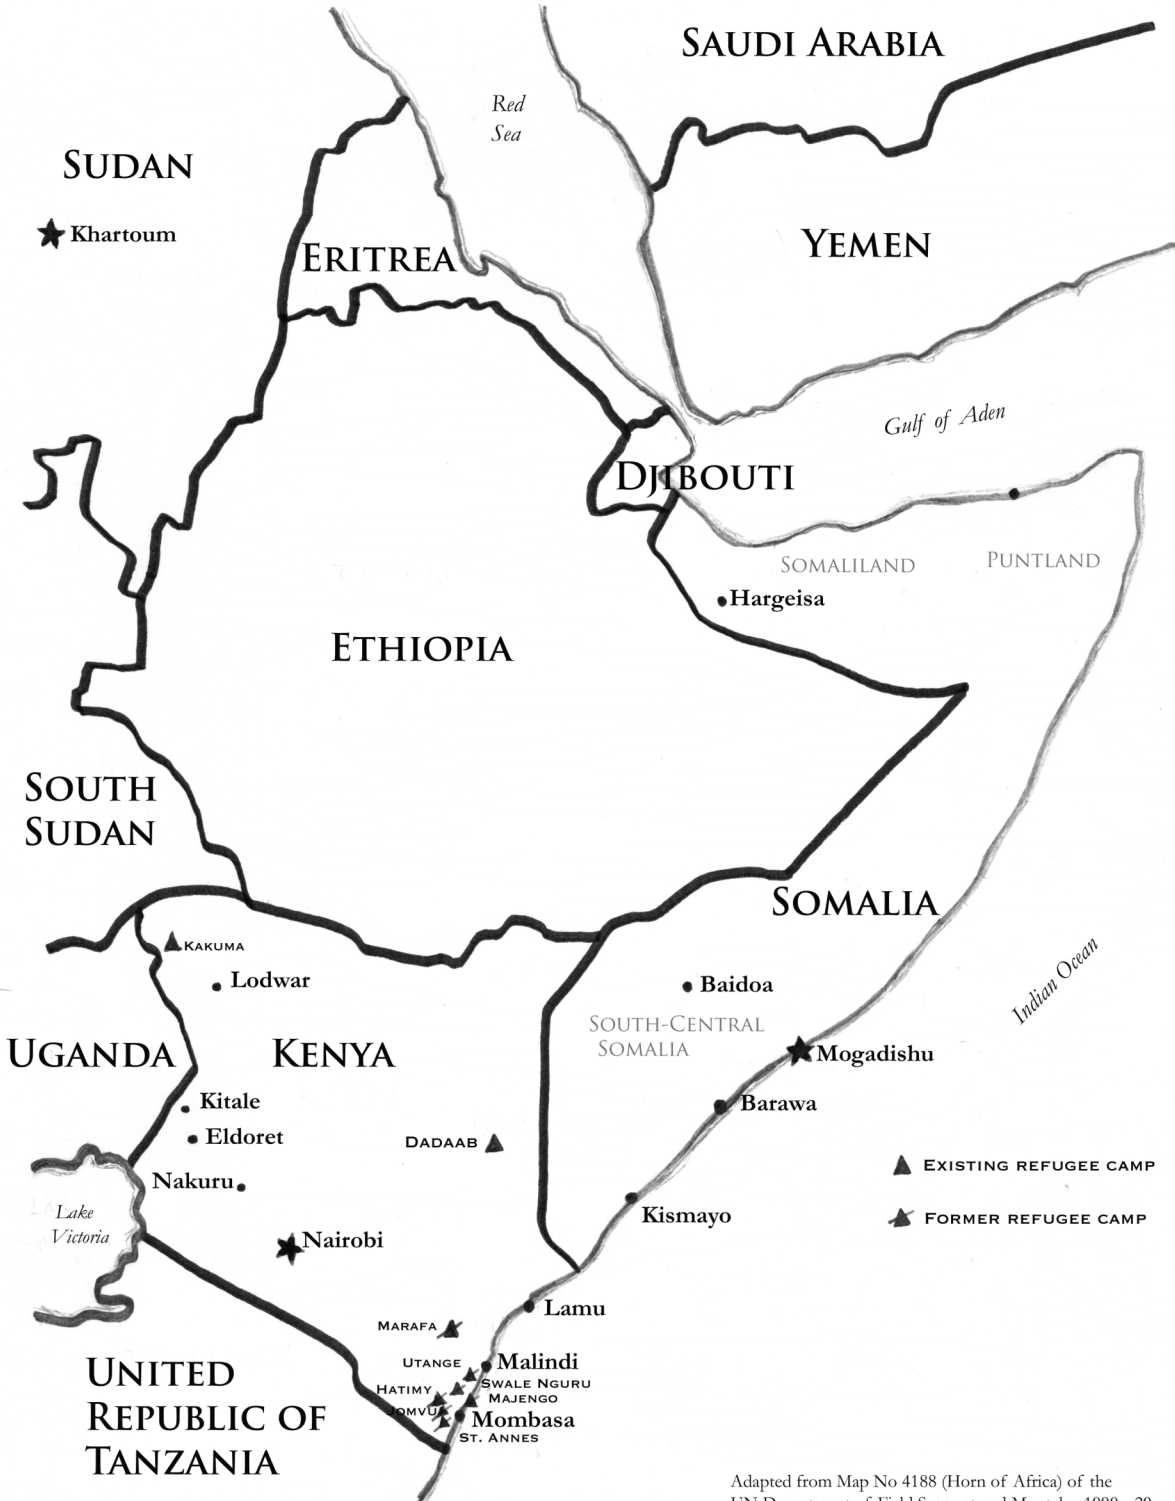 SAUDI ARABIA
Red
Sea
SUDAN
Khartoum
YEMEN
ERITREA
Gulf of Aden
DJIBOUTI
SOMALILAND
PUNTLAND
Hargeisa
ETHIOPIA
SOUTH
SUDAN
SOMALIA
KAKUMA
Lodwar
Baidoa
Indian Ocean
SOUTH-CENTRAL
SOMALIA
UGANDA
KENYA
Mogadishu
Kitale
Barawa
Eldoret
DADAAB
EXISTING REFUGEE CAMP
Nakuru
Lake
Victoria
Kismayo
FORMER REFUGEE CAMP
Nairobi
Lamu
MARAFA
UTANGE
Malindi
SWALE NGURU
HATIMY
MAJENGO
JOMVU
Mombasa
ST. ANNES
UNITED
REPUBLIC OF
TANZANIA
Adapted from Map No 4188 (Horn of Africa) of the